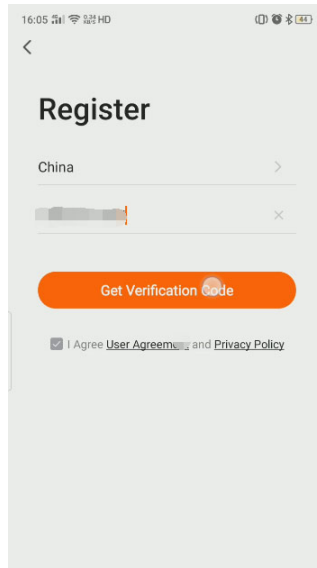 16:05 HD 44
Register
China
Get Verification Code
I Agree User Agreement and Privacy Policy